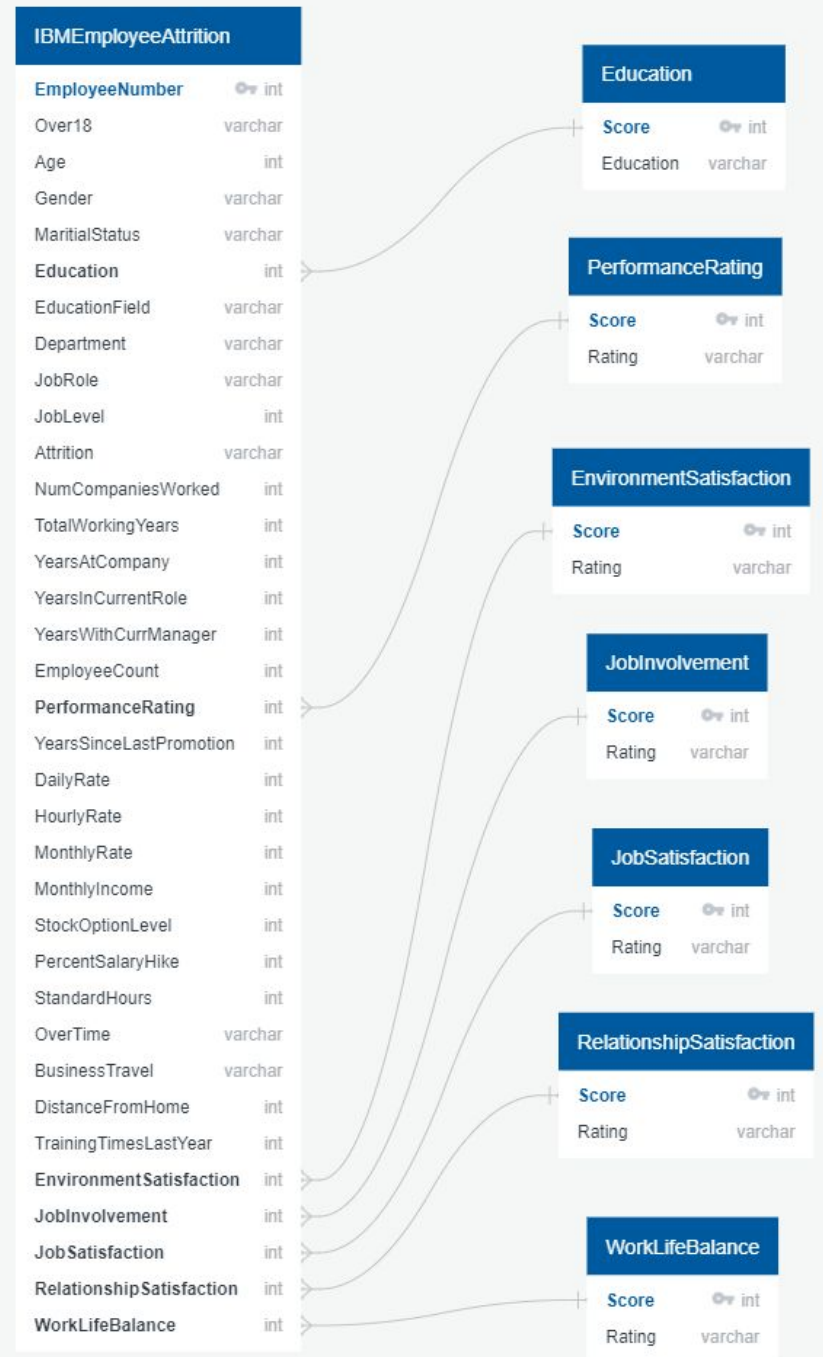 IBMEmployeeAttrition
EmployeeNumber int
Over18 varchar
Age int
Gender varchar
MaritialStatus varchar
Education int
EducationField varchar
Department varchar
JobRole varchar
JobLevel int
Attrition varchar
NumCompaniesWorked int
TotalWorkingYears int
YearsAtCompany int
YearsInCurrentRole int
YearsWithCurrManager int
EmployeeCount int
PerformanceRating int
YearsSinceLastPromotion int
DailyRate int
HourlyRate int
MonthlyRate int
MonthlyIncome int
StockOptionLevel int
PercentSalaryHike int
StandardHours int
OverTime varchar
BusinessTravel varchar
DistanceFromHome int
TrainingTimesLastYear int
EnvironmentSatisfaction int
JobInvolvement int
JobSatisfaction int
RelationshipSatisfaction int
WorkLifeBalance int
Education
Score int
Education varchar
PerformanceRating
Score int
Rating varchar
EnvironmentSatisfaction
Score int
Rating varchar
JobInvolvement
Score int
Rating varchar
JobSatisfaction
Score int
Rating varchar
RelationshipSatisfaction
Score int
Rating varchar
WorkLifeBalance
Score int
Rating varchar